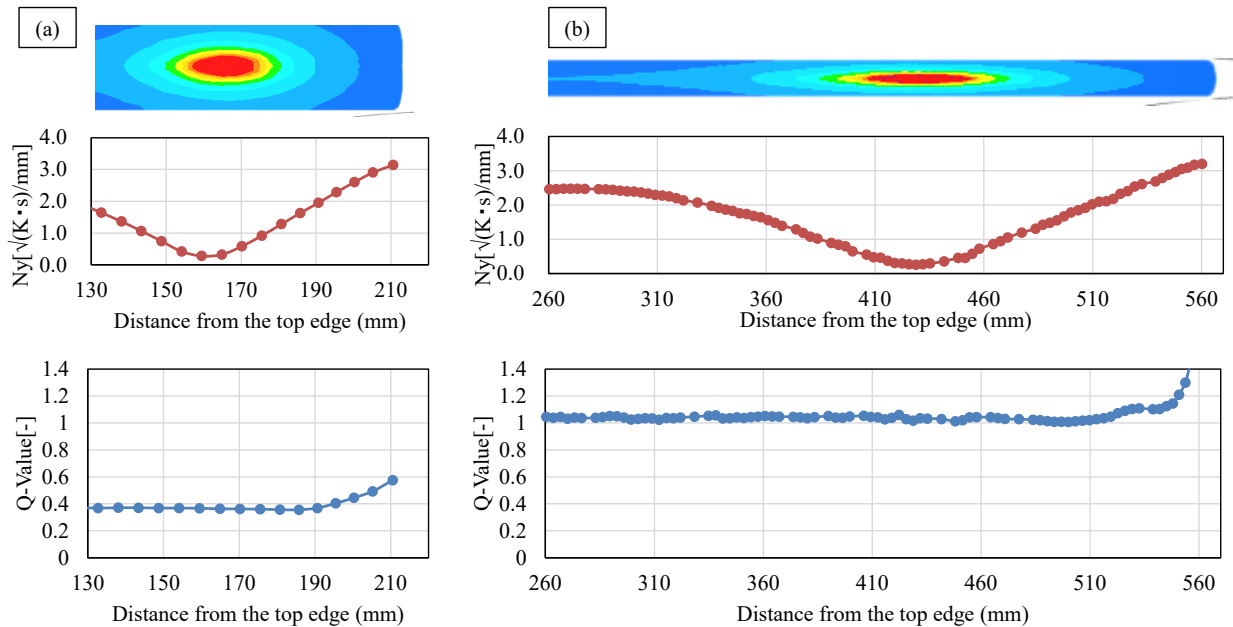 (a)
(b)
Ny[√(K・s)/mm]
4.0
3.0
2.0
1.0
0.0
130 150 170 190 210
Distance from the top edge (mm)
Ny[√(K・s)/mm]
4.0
3.0
2.0
1.0
0.0
260 310 360 410 460 510 560
Distance from the top edge (mm)
Q-Value[-]
1.4
1.2
1
0.8
0.6
0.4
0.2
0
130 150 170 190 210
Distance from the top edge (mm)
Q-Value[-]
1.4
1.2
1
0.8
0.6
0.4
0.2
0
260 310 360 410 460 510 560
Distance from the top edge (mm)